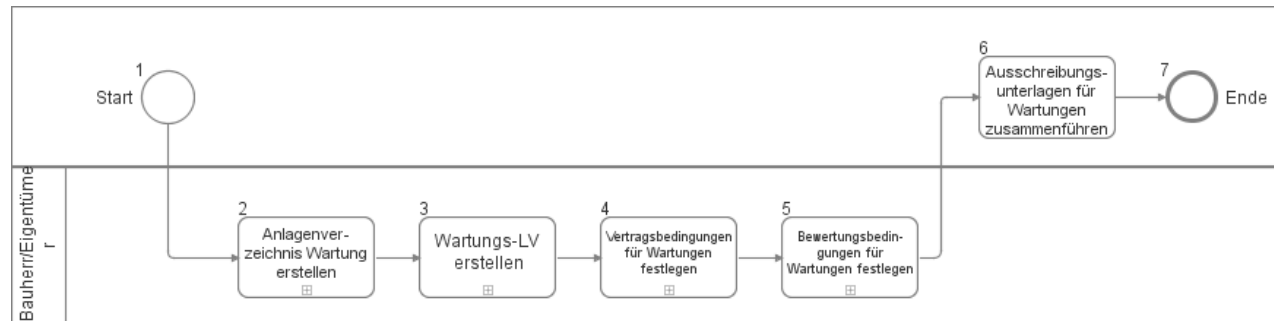 1
Start
6
Ausschreibungs-
unterlagen für
Wartungen
zusammenführen
7
Ende
Bauherr/Eigentüme
r
2
Anlagenver-
zeichnis Wartung
erstellen
3
Wartungs-LV
erstellen
4
Vertragsbedingungen
für Wartungen
festlegen
5
Bewertungsbedin-
gungen für
Wartungen festlegen